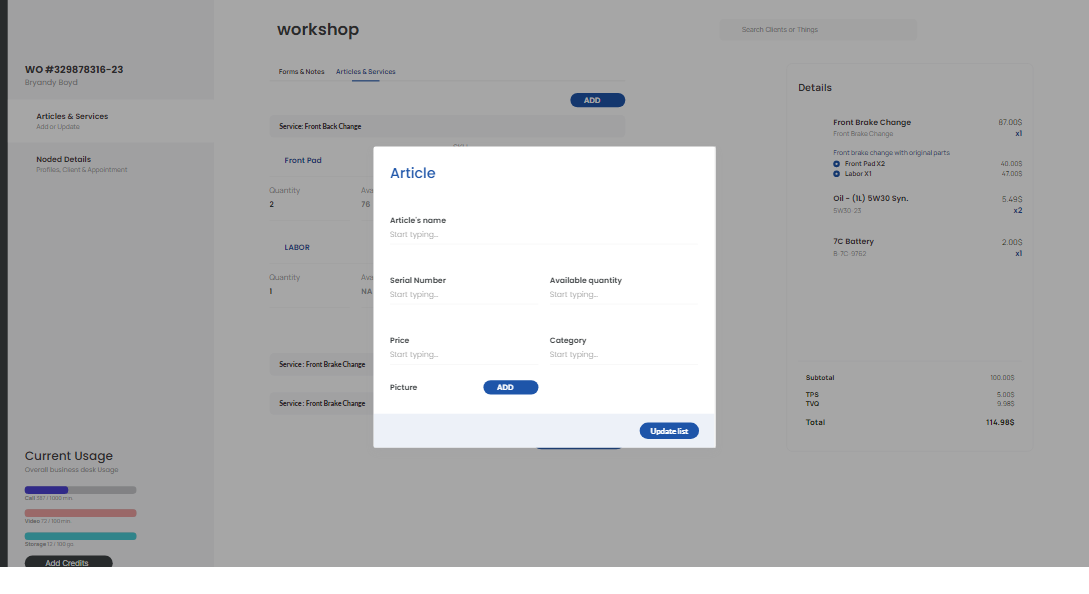 workshop
Search Clients or Things
WO #329878316-23
Bryandy Boyd
Articles & Services
Add or Update
Noded Details
Profiles, Client & Appointment
Current Usage
Overall business desk Usage
Call 387 / 1000 mn.
Video 72 / 100 mn.
Storage 12 / 100 go.
Add Credits
Forms & Notes Articles & Services
ADD
Service: Front Back Change
Front Pad
Quantity
2 76
LABOR
Quantity
1 NA
Service : Front Brake Change
Service : Front Brake Change
Article
Article's name
Start typing...
Serial Number Available quantity
Start typing... Start typing...
Price Category
Start typing... Start typing...
Picture ADD
Update list
Details
Front Brake Change 87.00$
Front Brake Change x1
Front brake change with original parts
Front Pad X2 40.00$
Labor X1 47.00$
Oil - (1L) 5W30 Syn. 5.49$
5W30: 23 x2
7C Battery 2.00$
B-7C: 0762 x1
Subtotal 100.00$
TPS 5.00$
TVQ 9.98$
Total 114.98$